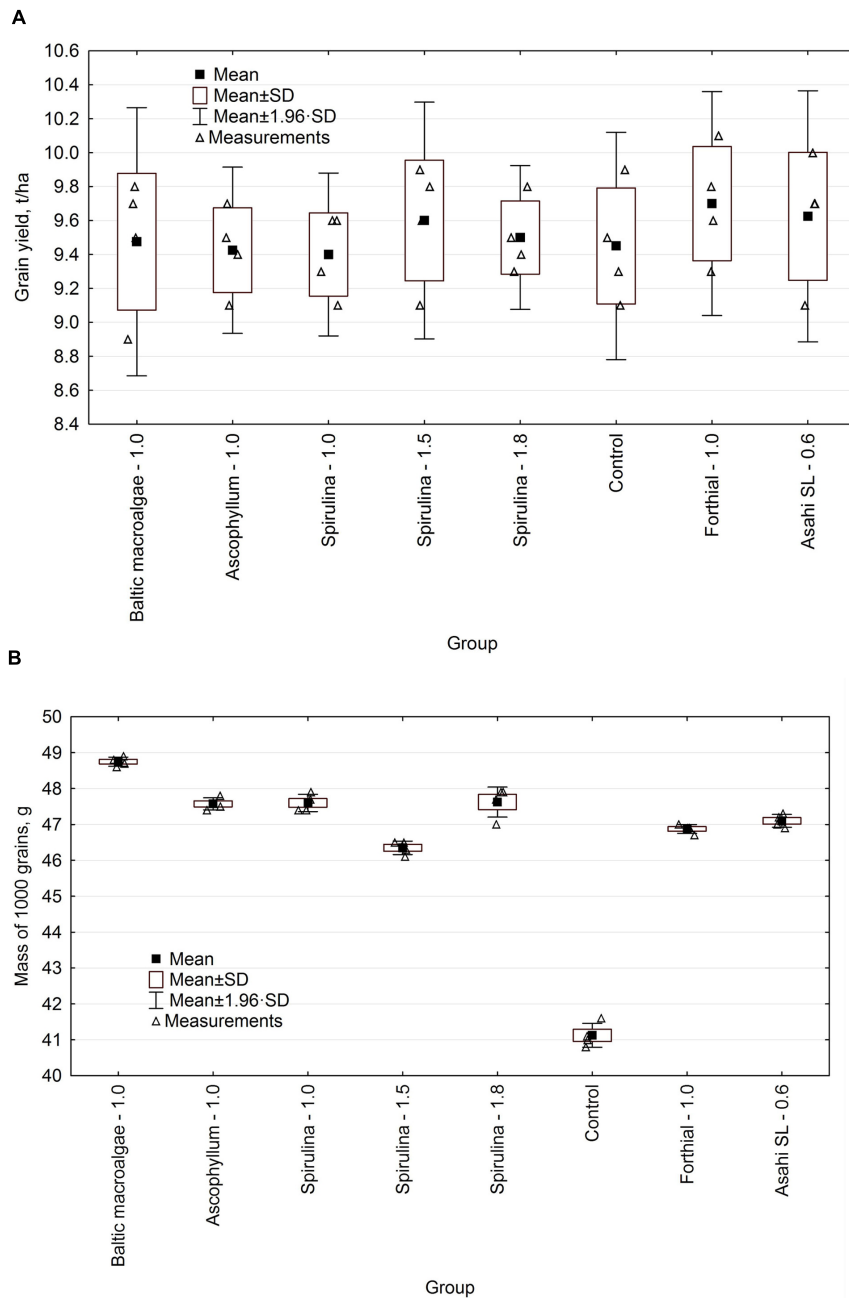 A
Grain yield, t/ha
10.6
10.4
10.2
10.0
9.8
9.6
9.4
9.2
9.0
8.8
8.6
8.4
Mean
Mean±SD
Mean±1.96·SD
Measurements
Baltic macroalgae - 1.0
Ascophyllum - 1.0
Spirulina - 1.0
Spirulina - 1.5
Spirulina - 1.8
Control
Forthial - 1.0
Asahi SL - 0.6
Group
B
Mass of 1000 grains, g
50
49
48
47
46
45
44
43
42
41
40
Mean
Mean±SD
Mean±1.96·SD
Measurements
Baltic macroalgae - 1.0
Ascophyllum - 1.0
Spirulina - 1.0
Spirulina - 1.5
Spirulina - 1.8
Control
Forthial - 1.0
Asahi SL - 0.6
Group